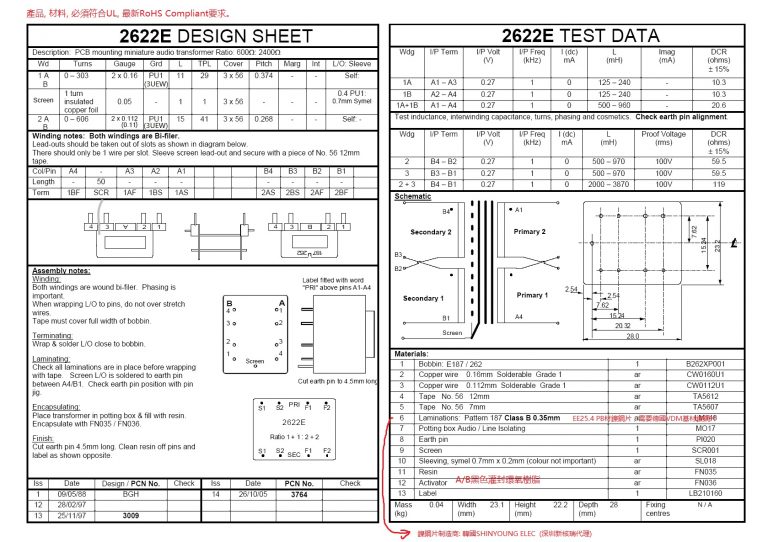 產品, 材料, 必須符合UL, 最新RoHS Compliant要求。
2622E DESIGN SHEET
Description: PCB mounting miniature audio transformer Ratio: 600Ω: 2400Ω.
Wd Turns Gauge Grd L TPL Cover Pitch Marg Int L/O: Sleeve
1 A B 0 – 303 2 x 0.16 PU1 (3UEW) 11 29 3 x 56 0.374 - - Self:
Screen 1 turn insulated copper foil 0.05 - 1 1 3 x 56 - - - 0.4 PU1: 0.7mm Symel
2 A B 0 – 606 2 x 0.112 (0.11) PU1 (3UEW) 15 41 3 x 56 0.268 - - Self: -
Winding notes: Both windings are Bi-filer.
Lead-outs should be taken out of slots as shown in diagram below.
There should only be 1 wire per slot. Sleeve screen lead-out and secure with a piece of No. 56 12mm
tape.
Col/Pin A4 - A3 A2 A1 B4 B3 B2 B1
Length - 50 - - - - - - -
Term 1BF SCR 1AF 1BS 1AS 2AS 2BS 2AF 2BF
4 3 A 2 1
4 3 B 2 1
Assembly notes:
Winding:
Both windings are wound bi-filer. Phasing is
important.
When wrapping L/O to pins, do not over stretch
wires.
Tape must cover full width of bobbin.
Terminating:
Wrap & solder L/O close to bobbin.
Laminating:
Check all laminations are in place before wrapping
with tape. Screen L/O is soldered to earth pin
between A4/B1. Check earth pin position with pin
jig.
Encapsulating:
Place transformer in potting box & fill with resin.
Encapsulate with FN035 / FN036.
Finish:
Cut earth pin 4.5mm long. Clean resin off pins and
label as shown opposite.
Label fitted with word
"PRI" above pins A1-A4
B A
4 1
3 2
2 3
1 4
Screen
Cut earth pin to 4.5mm long
S1 S2 PRI F1 F2
2622E
Ratio 1 + 1 : 2 + 2
S1 S2 SEC F1 F2
Iss Date Design / PCN No. Check Iss Date PCN No. Check
1 09/05/88 BGH 14 26/10/05 3764
12 28/02/97
13 25/11/97 3009
2622E TEST DATA
Wdg I/P Term I/P Volt (V) I/P Freq (kHz) I (dc) mA L (mH) Imag (mA) DCR (ohms) ± 15%
1A A1 – A3 0.27 1 0 125 – 240 - 10.3
1B A2 – A4 0.27 1 0 125 – 240 - 10.3
1A+1B A1 – A4 0.27 1 0 500 – 960 - 20.6
Test inductance, interwinding capacitance, turns, phasing and cosmetics. Check earth pin alignment.
Wdg I/P Term I/P Volt (V) I/P Freq (kHz) I (dc) mA L (mH) Proof Voltage (rms) DCR (ohms) ± 15%
2 B4 – B2 0.27 1 0 500 – 970 100V 59.5
3 B3 – B1 0.27 1 0 500 – 970 100V 59.5
2 + 3 B4 – B1 0.27 1 0 2000 – 3870 100V 119
Schematic
B4 A1
Secondary 2 Primary 2
B3
B2
Secondary 1 Primary 1
B1 A4
Screen
7.62
15.24
23.2
2.54
2.54
7.62
15.24
20.32
28.0
Materials:
1 Bobbin: E187 / 262 1 B262XP001
2 Copper wire 0.16mm Solderable Grade 1 ar CW0160U1
3 Copper wire 0.112mm Solderable Grade 1 ar CW0112U1
4 Tape No. 56 12mm ar TA5612
5 Tape No. 56 7mm ar TA5607
6 Laminations: Pattern 187 Class B 0.35mm EE25.4 PB材鎳鋼片
7 Potting box Audio / Line Isolating 1 MO17
8 Earth pin 1 PI020
9 Screen 1 SCR001
10 Sleeving, symel 0.7mm x 0.2mm (colour not important) ar SL018
11 Resin ar FN035
A/B黑色灌封環氧樹脂
12 Activator ar FN036
13 Label 1 LB210160
Mass (kg) 0.04 Width (mm) 23.1 Height (mm) 22.2 Depth (mm) 28 Fixing centres N / A
鎳鋼片制造商: 韓國SHINYOUNG ELEC (深圳新核瑞代理)